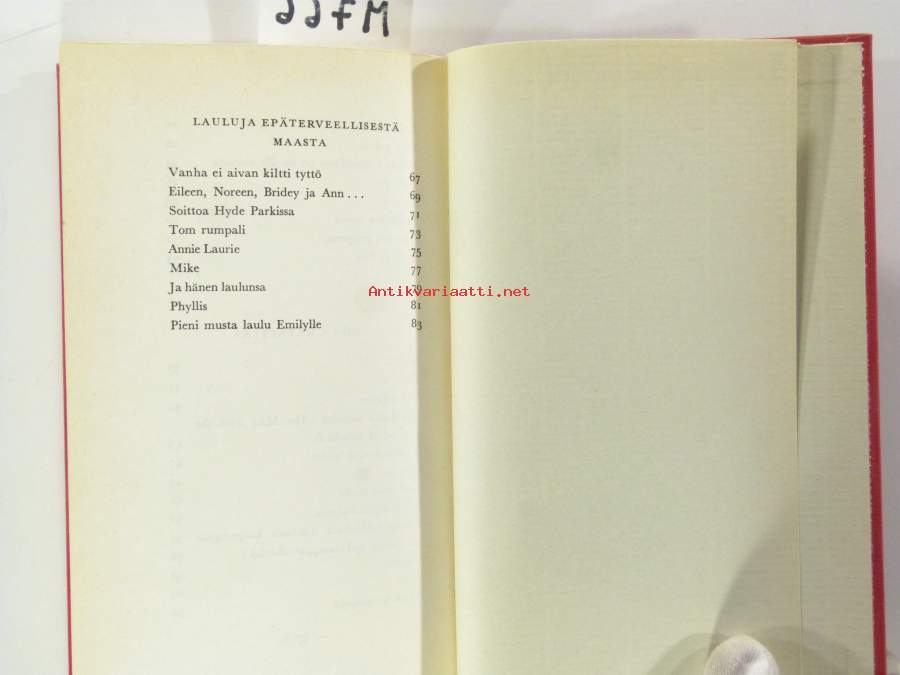 22FM
LAULUJA EPÄTERVEELLISESTÄ
MAASTA
Vanha ei aivan kiltti tyttö 67
Eileen, Noreen, Bridey ja Ann ... 69
Soittoa Hyde Parkissa 71
Tom rumpali 73
Annie Laurie 75
Mike 77
Ja hänen laulunsa 79
Antikvariaatti.net
Phyllis 81
Pieni musta laulu Emilylle 83